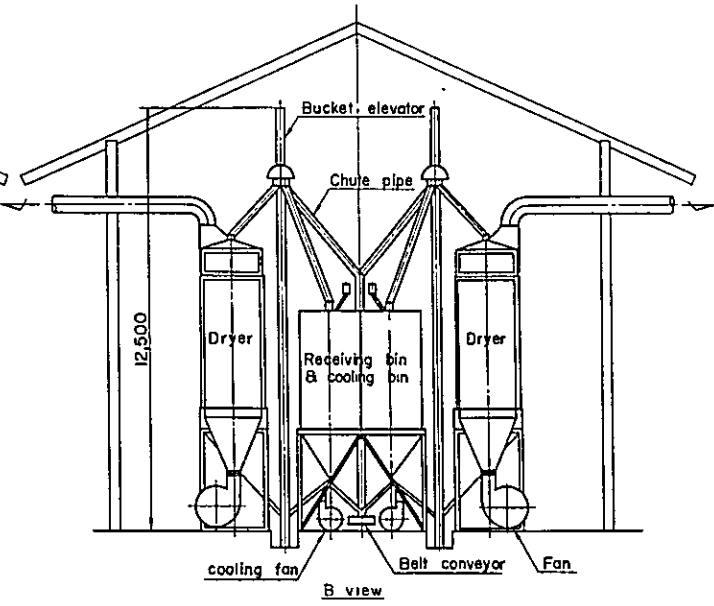 Bucket. elevator
Chute pipe
12,500
Dryer
Receiving bin
& cooling bin
Dryer
cooling fan
Belt conveyor
Fan
B view